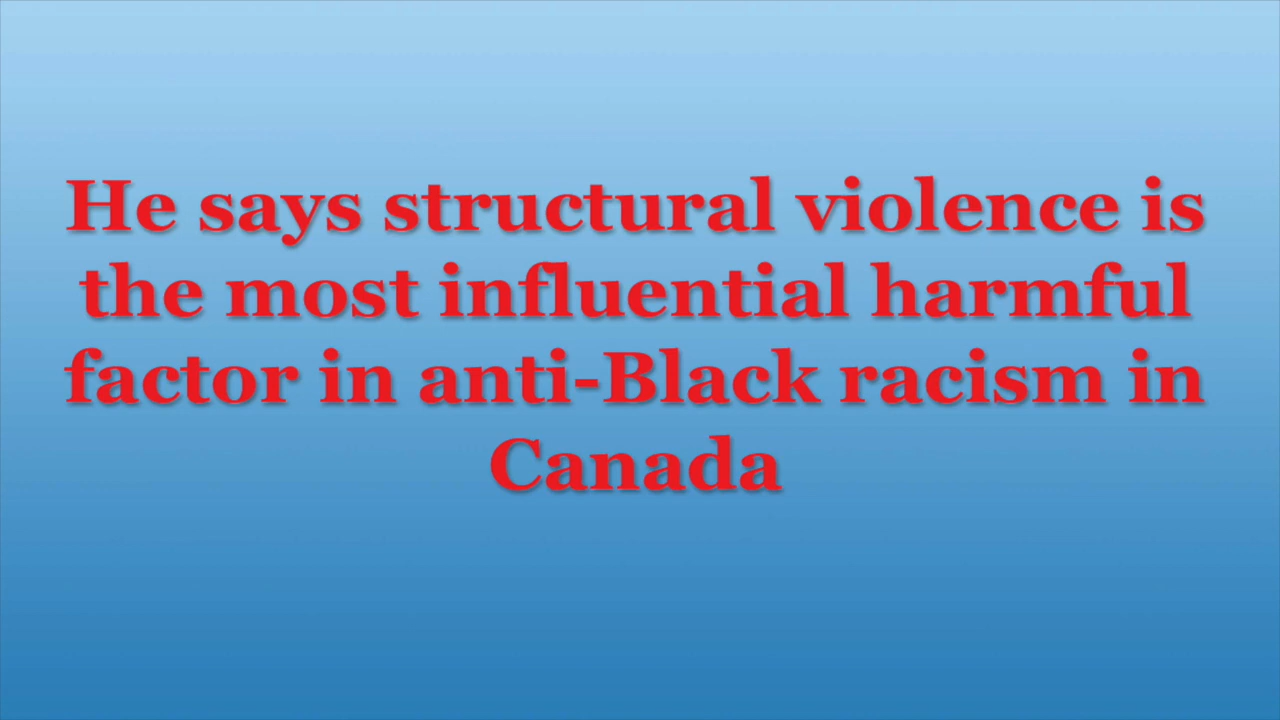 He says structural violence is
the most influential harmful
factor in anti-Black racism in
Canada